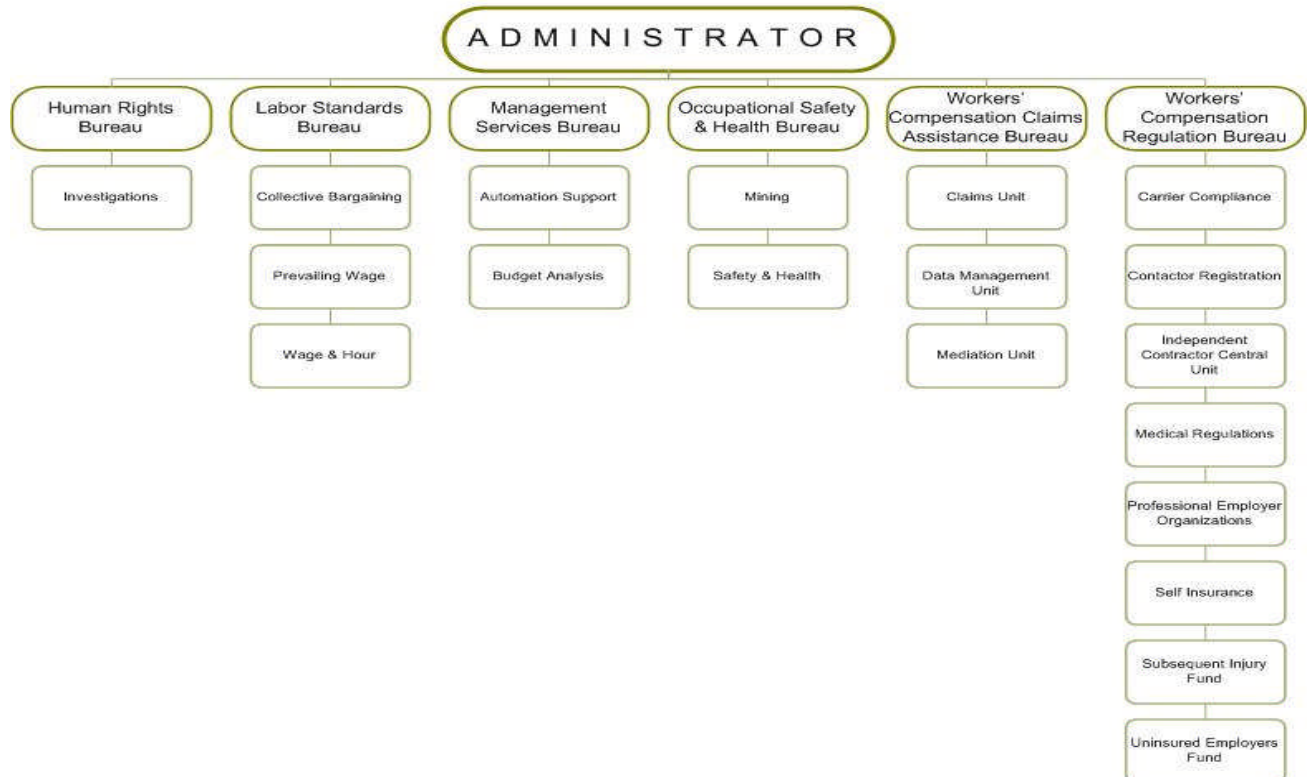 ADMINISTRATOR
Human Rights
Bureau
Labor Standards
Bureau
Management
Services Bureau
Occupational Safety
& Health Bureau
Workers'
Compensation Claims
Assistance Bureau
Workers'
Compensation
Regulation Bureau
Investigations
Collective Bargaining
Prevailing Wage
Wage & Hour
Automation Support
Budget Analysis
Mining
Safety & Health
Claims Unit
Data Management
Unit
Mediation Unit
Carrier Compliance
Contactor Registration
Independent
Contractor Central
Unit
Medical Regulations
Professional Employer
Organizations
Self Insurance
Subsequent Injury
Fund
Uninsured Employers
Fund